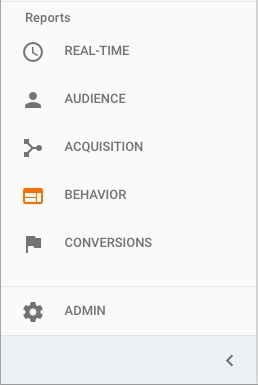 Reports
REAL-TIME
AUDIENCE
ACQUISITION
BEHAVIOR
CONVERSIONS
ADMIN